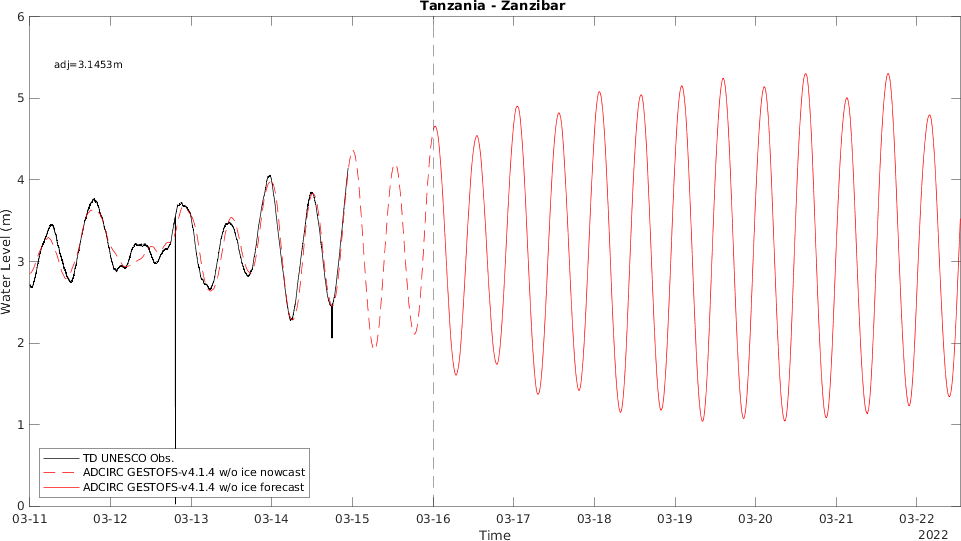 Tanzania - Zanzibar
adj=3.1453m
Water Level (m)
6
5
4
3
2
1
0
TD UNESCO Obs.
ADCIRC GESTOFS-v4.1.4 w/o ice nowcast
ADCIRC GESTOFS-v4.1.4 w/o ice forecast
03-11 03-12 03-13 03-14 03-15 03-16 03-17 03-18 03-19 03-20 03-21 03-22
Time
2022